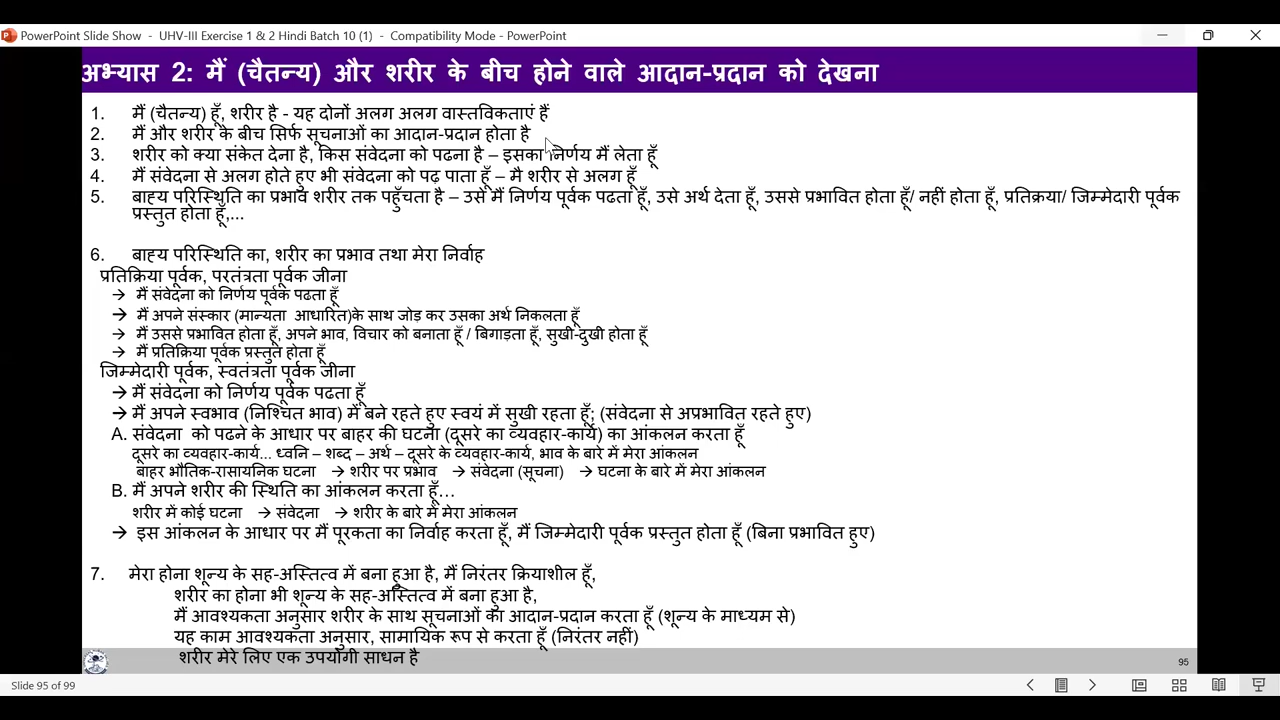 PowerPoint Slide Show - UHV-III Exercise 1 & 2 Hindi Batch 10 (1) - Compatibility Mode - PowerPoint
अभ्यास 2: मैं (चैतन्य) और शरीर के बीच होने वाले आदान-प्रदान को देखना
1. मैं (चैतन्य) हूँ, शरीर है - यह दोनों अलग अलग वास्तविकताएं हैं
2. मैं और शरीर के बीच सिर्फ सूचनाओं का आदान-प्रदान होता है
3. शरीर को क्या संकेत देना है, किस संवेदना को पढना है – इसका निर्णय मैं लेता हूँ
4. मैं संवेदना से अलग होते हुए भी संवेदना को पढ़ पाता हूँ – मै शरीर से अलग हूँ
5. बाह्य परिस्थिति का प्रभाव शरीर तक पहुँचता है – उसे मैं निर्णय पूर्वक पढता हूँ, उसे अर्थ देता हूँ, उससे प्रभावित होता हूँ/ नहीं होता हूँ, प्रतिक्रिया/ जिम्मेदारी पूर्वक
प्रस्तुत होता हूँ,...
6. बाह्य परिस्थिति का, शरीर का प्रभाव तथा मेरा निर्वाह
प्रतिक्रिया पूर्वक, परतंत्रता पूर्वक जीना
→ मैं संवेदना को निर्णय पूर्वक पढता हूँ
→ मैं अपने संस्कार (मान्यता आधारित)के साथ जोड़ कर उसका अर्थ निकलता हूँ
→ मैं उससे प्रभावित होता हूँ, अपने भाव, विचार को बनाता हूँ / बिगाड़ता हूँ, सुखी-दुखी होता हूँ
→ मैं प्रतिक्रिया पूर्वक प्रस्तुत होता हूँ
जिम्मेदारी पूर्वक, स्वतंत्रता पूर्वक जीना
→ मैं संवेदना को निर्णय पूर्वक पढता हूँ
→ मैं अपने स्वभाव (निश्चित भाव) में बने रहते हुए स्वयं में सुखी रहता हूँ; (संवेदना से अप्रभावित रहते हुए)
A. संवेदना को पढने के आधार पर बाहर की घटना (दूसरे का व्यवहार-कार्य) का आंकलन करता हूँ
दूसरे का व्यवहार-कार्य... ध्वनि – शब्द – अर्थ – दूसरे के व्यवहार-कार्य, भाव के बारे में मेरा आंकलन
बाहर भौतिक-रासायनिक घटना → शरीर पर प्रभाव → संवेदना (सूचना) → घटना के बारे में मेरा आंकलन
B. मैं अपने शरीर की स्थिति का आंकलन करता हूँ...
शरीर में कोई घटना → संवेदना → शरीर के बारे में मेरा आंकलन
→ इस आंकलन के आधार पर मैं पूरकता का निर्वाह करता हूँ, मैं जिम्मेदारी पूर्वक प्रस्तुत होता हूँ (बिना प्रभावित हुए)
7. मेरा होना शून्य के सह-अस्तित्व में बना हुआ है, मैं निरंतर क्रियाशील हूँ,
शरीर का होना भी शून्य के सह-अस्तित्व में बना हुआ है,
मैं आवश्यकता अनुसार शरीर के साथ सूचनाओं का आदान-प्रदान करता हूँ (शून्य के माध्यम से)
यह काम आवश्यकता अनुसार, सामायिक रूप से करता हूँ (निरंतर नहीं)
शरीर मेरे लिए एक उपयोगी साधन है
95
Slide 95 of 99